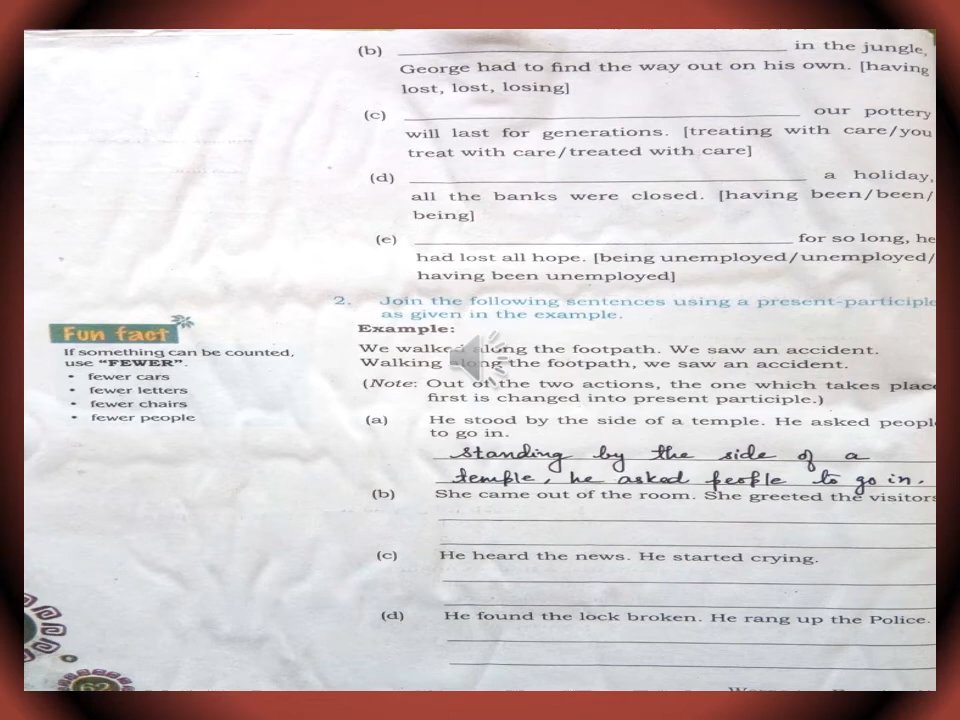 (b) ______ in the jungle,
George had to find the way out on his own. [having
lost, lost, losing]
(c) ______ our pottery
will last for generations. [treating with care/you
treat with care/treated with care]
(d) ______ a holiday,
all the banks were closed. [having been/been/
being]
(e) ______ for so long, he
had lost all hope. [being unemployed/unemployed/
having been unemployed]
2. Join the following sentences using a present-participle
as given in the example.
Example:
We walked along the footpath. We saw an accident.
Walking along the footpath, we saw an accident.
(Note: Out of the two actions, the one which takes place
first is changed into present participle.)
(a) He stood by the side of a temple. He asked peopl
to go in.
standing by the side of a
temple, he asked people to go in.
(b) She came out of the room. She greeted the visitors
(c) He heard the news. He started crying.
(d) He found the lock broken. He rang up the Police.
Fun fact
If something can be counted,
use "FEWER".
• fewer cars
• fewer letters
• fewer chairs
• fewer people
62